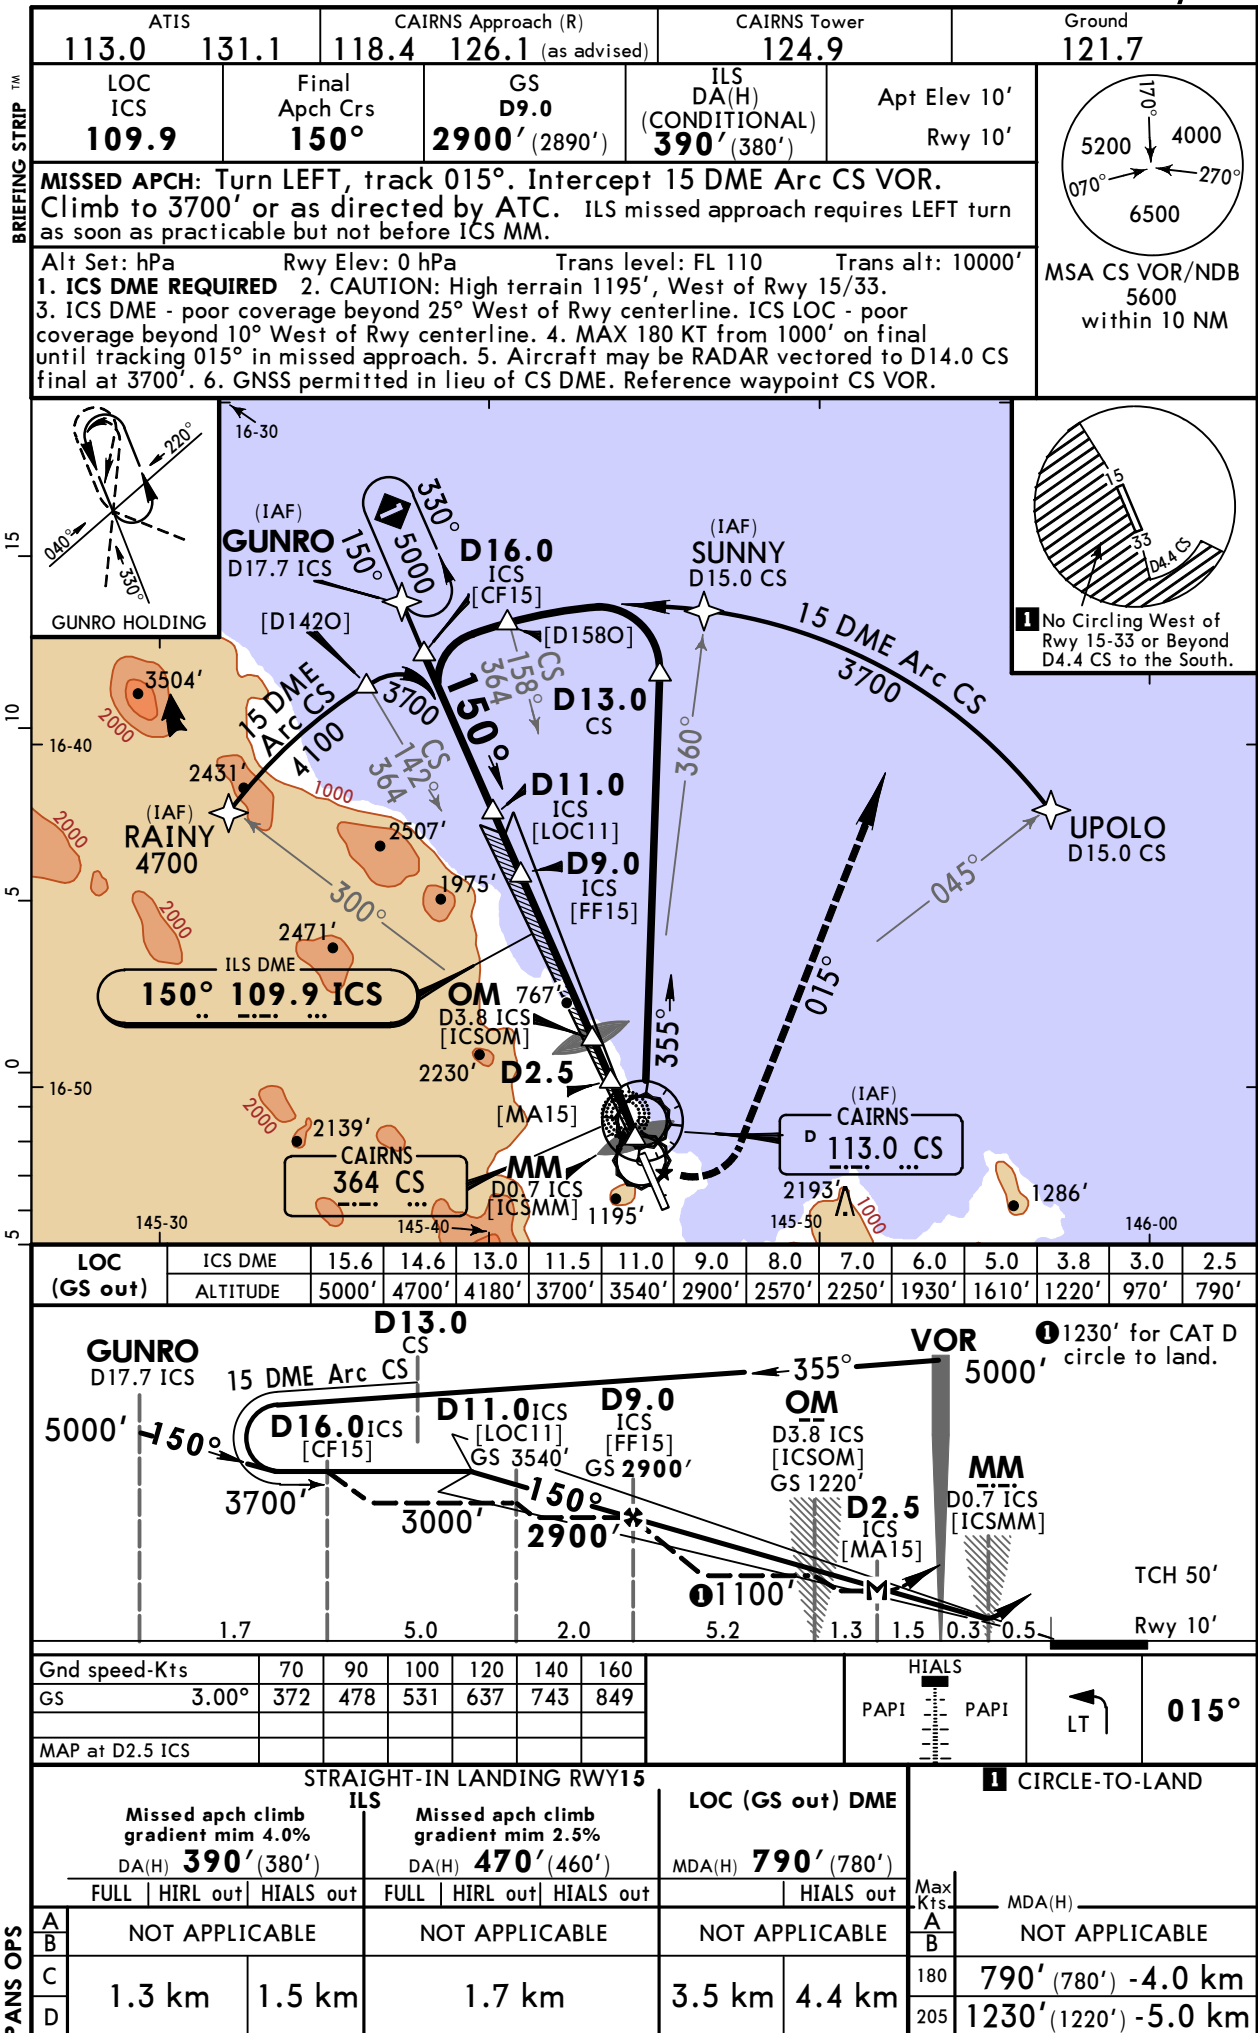 ATIS
113.0 131.1
CAIRNS Approach (R)
118.4 126.1 (as advised)
CAIRNS Tower
124.9
Ground
121.7
BRIEFING STRIP TM
LOC
ICS
109.9
Final
Apch Crs
150°
GS
D9.0
2900' (2890')
ILS
DA(H)
(CONDITIONAL)
390' (380')
Apt Elev 10'
Rwy 10'
MISSED APCH: Turn LEFT, track 015°. Intercept 15 DME Arc CS VOR.
Climb to 3700' or as directed by ATC. ILS missed approach requires LEFT turn
as soon as practicable but not before ICS MM.
Alt Set: hPa Rwy Elev: 0 hPa Trans level: FL 110 Trans alt: 10000'
1. ICS DME REQUIRED 2. CAUTION: High terrain 1195', West of Rwy 15/33.
3. ICS DME - poor coverage beyond 25° West of Rwy centerline. ICS LOC - poor
coverage beyond 10° West of Rwy centerline. 4. MAX 180 KT from 1000' on final
until tracking 015° in missed approach. 5. Aircraft may be RADAR vectored to D14.0 CS
final at 3700'. 6. GNSS permitted in lieu of CS DME. Reference waypoint CS VOR.
170°
5200 4000
070° 270°
6500
MSA CS VOR/NDB
5600
within 10 NM
220°
040°
330°
GUNRO HOLDING
16-30
15
33
D4.4 CS
1 No Circling West of
Rwy 15-33 or Beyond
D4.4 CS to the South.
(IAF)
GUNRO
D17.7 ICS
1
5000
330°
150°
D16.0
ICS
[CF15]
(IAF)
SUNNY
D15.0 CS
[D142O]
[D158O]
15 DME Arc CS
3700
15 DME
Arc CS
4100
3700
150°
CS
158°
364
D13.0
CS
360°
3504'
2000
15
10
5
0
5
16-40
2431'
1000
CS
142°
364
(IAF)
RAINY
4700
2507'
2000
D11.0
ICS
[LOC11]
D9.0
ICS
[FF15]
UPOLO
D15.0 CS
1975'
300°
045°
2000
2471'
ILS DME
150° 109.9 ICS
OM
D3.8 ICS
[ICSOM]
767'
015°
355°
2230'
D2.5
[MA15]
16-50
2000
2139'
CAIRNS
364 CS
MM
D0.7 ICS
[ICSMM]
1195'
(IAF)
CAIRNS
D 113.0 CS
2193'
1000
1286'
145-30
145-40
145-50
146-00
LOC
(GS out)
ICS DME 15.6 14.6 13.0 11.5 11.0 9.0 8.0 7.0 6.0 5.0 3.8 3.0 2.5
ALTITUDE 5000' 4700' 4180' 3700' 3540' 2900' 2570' 2250' 1930' 1610' 1220' 970' 790'
GUNRO
D17.7 ICS
D13.0
CS
15 DME Arc CS
355°
VOR
5000'
1 1230' for CAT D
circle to land.
5000'
150°
D16.0 ICS
[CF15]
3700'
D11.0 ICS
[LOC11]
GS 3540'
D9.0
ICS
[FF15]
GS 2900'
OM
D3.8 ICS
[ICSOM]
GS 1220'
MM
D0.7 ICS
[ICSMM]
150°
3000'
2900'
D2.5
ICS
[MA15]
M
1 1100'
TCH 50'
Rwy 10'
1.7 5.0 2.0 5.2 1.3 1.5 0.3 0.5
Gnd speed-Kts 70 90 100 120 140 160
GS 3.00° 372 478 531 637 743 849
MAP at D2.5 ICS
HIALS
PAPI PAPI
LT
015°
STRAIGHT-IN LANDING RWY15
ILS
Missed apch climb
gradient mim 4.0%
DA(H) 390' (380')
Missed apch climb
gradient mim 2.5%
DA(H) 470' (460')
LOC (GS out) DME
MDA(H) 790' (780')
1 CIRCLE-TO-LAND
FULL HIRL out HIALS out FULL HIRL out HIALS out HIALS out
Max
Kts
MDA(H)
PANS OPS
A
B
NOT APPLICABLE NOT APPLICABLE NOT APPLICABLE
A
B
NOT APPLICABLE
C
D
1.3 km 1.5 km 1.7 km 3.5 km 4.4 km
180 790' (780') -4.0 km
205 1230' (1220') -5.0 km